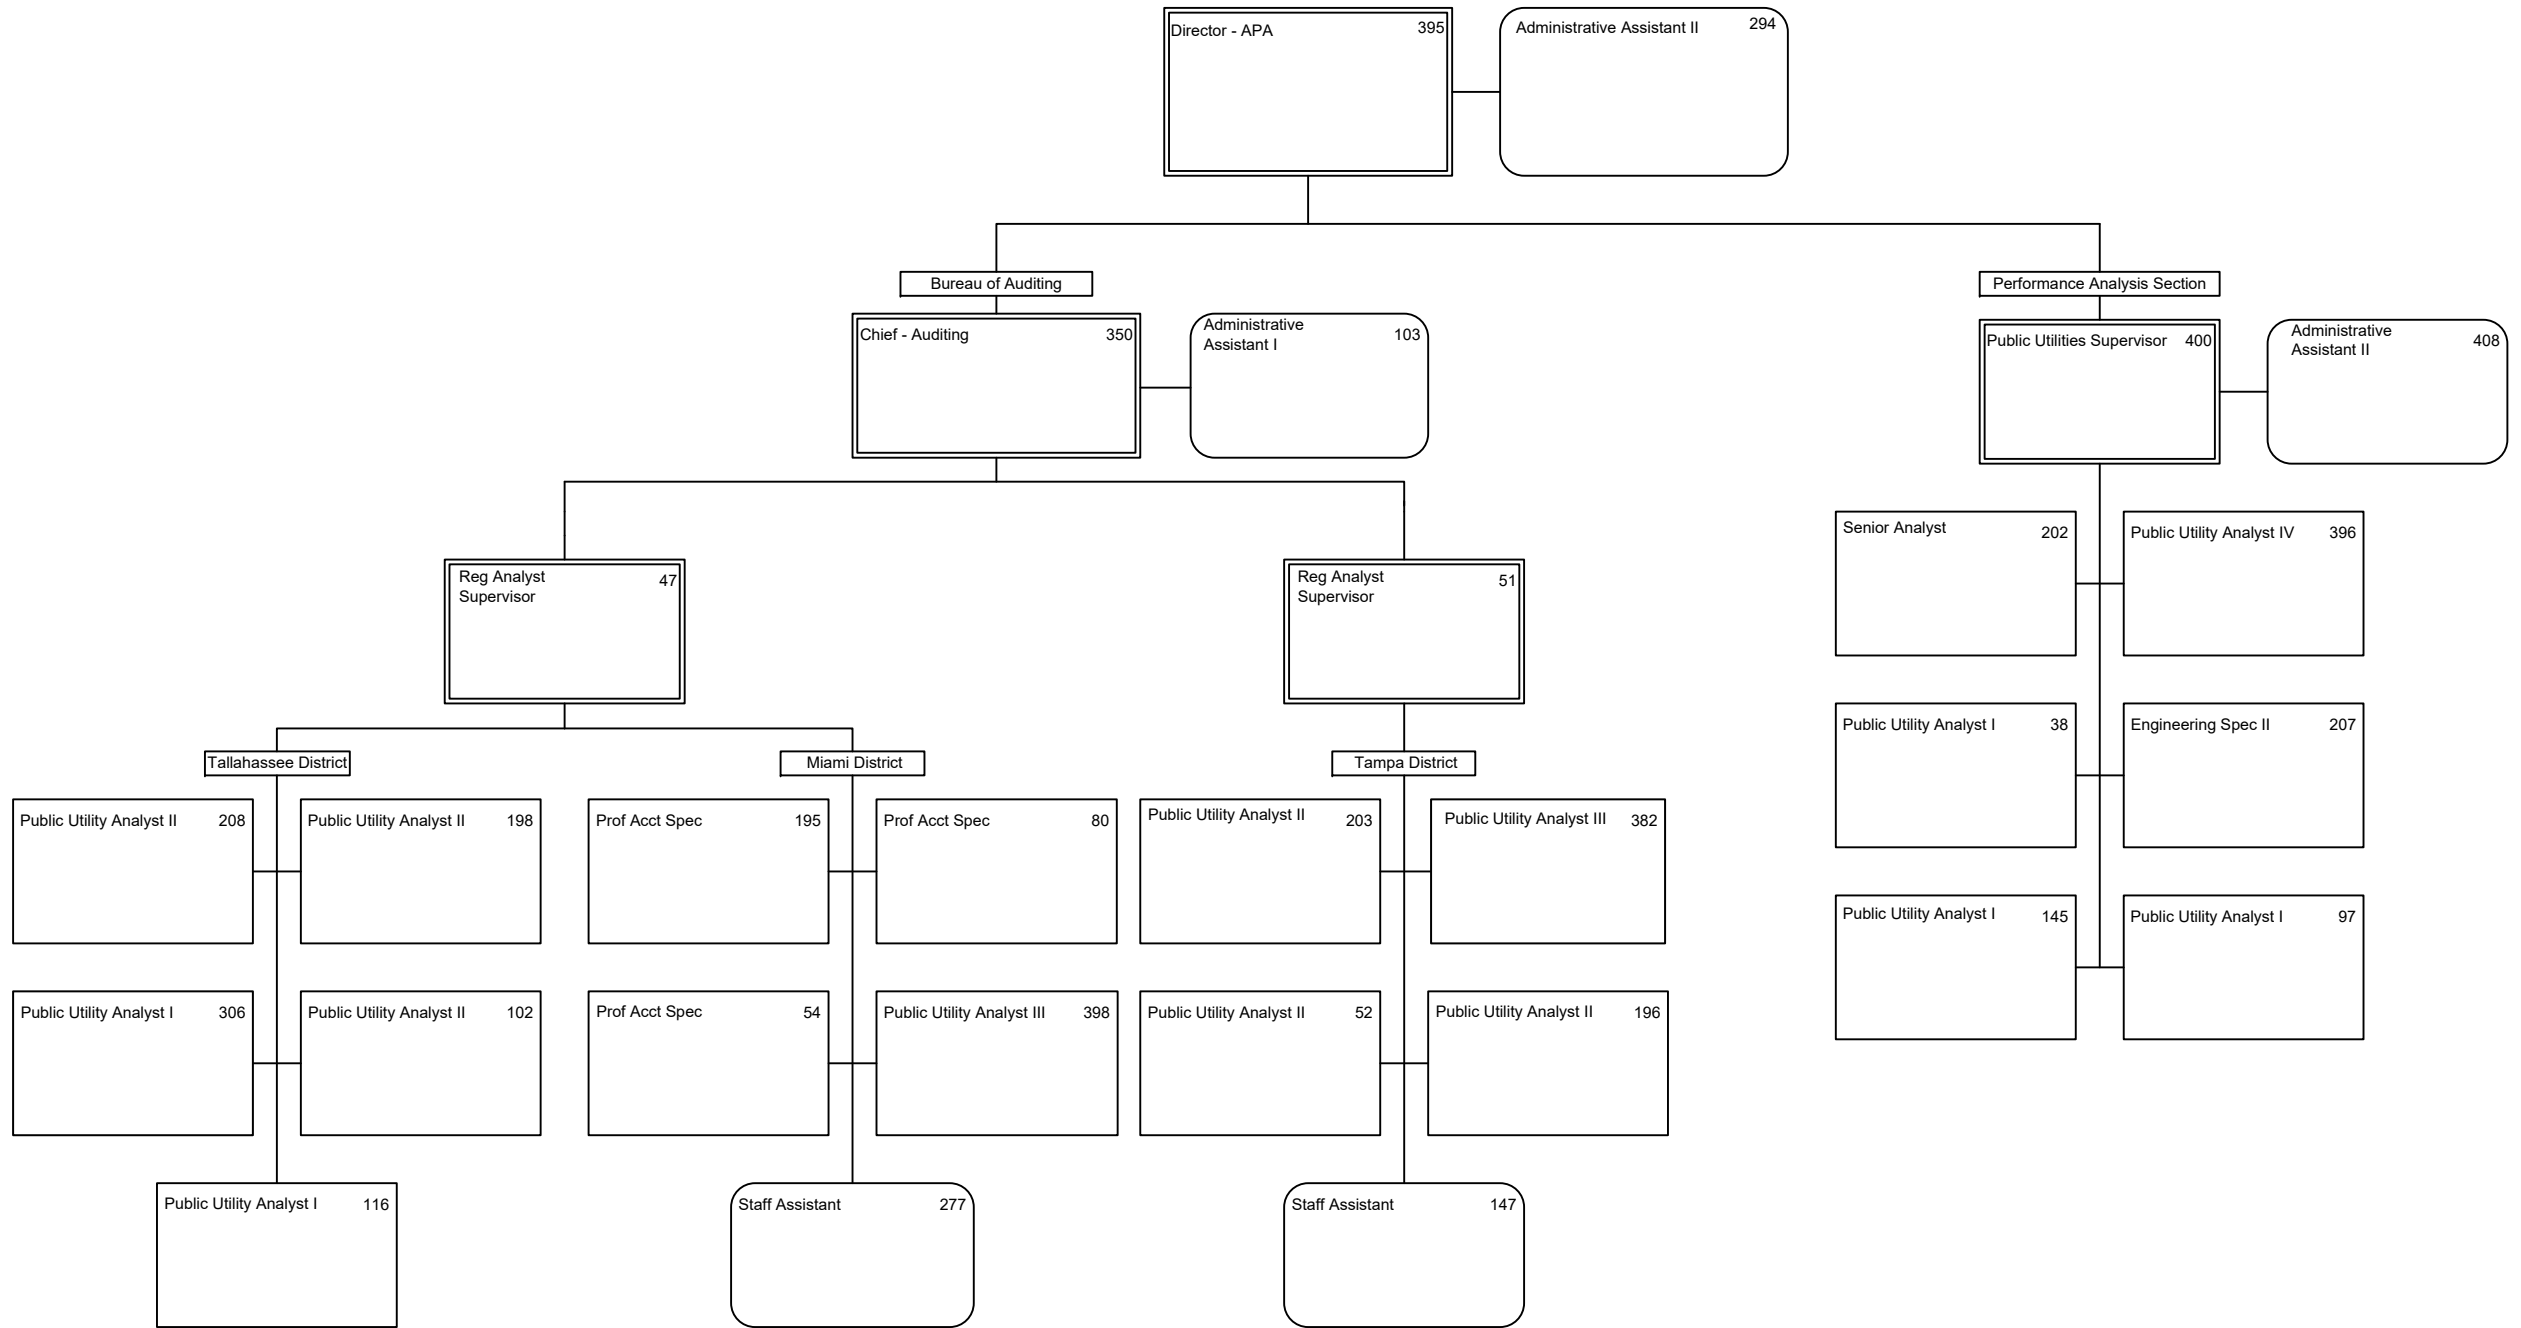 Director - APA 395
Administrative Assistant II 294
Bureau of Auditing
Performance Analysis Section
Chief - Auditing 350
Administrative
Assistant I
103
Public Utilities Supervisor 400
Administrative
Assistant II
408
Reg Analyst
Supervisor
47
Reg Analyst
Supervisor
51
Senior Analyst 202
Public Utility Analyst IV 396
Public Utility Analyst I 38
Engineering Spec II 207
Public Utility Analyst I 145
Public Utility Analyst I 97
Tallahassee District
Miami District
Tampa District
Public Utility Analyst II 208
Public Utility Analyst II 198
Prof Acct Spec 195
Prof Acct Spec 80
Public Utility Analyst II 203
Public Utility Analyst III 382
Public Utility Analyst I 306
Public Utility Analyst II 102
Prof Acct Spec 54
Public Utility Analyst III 398
Public Utility Analyst II 52
Public Utility Analyst II 196
Public Utility Analyst I 116
Staff Assistant 277
Staff Assistant 147